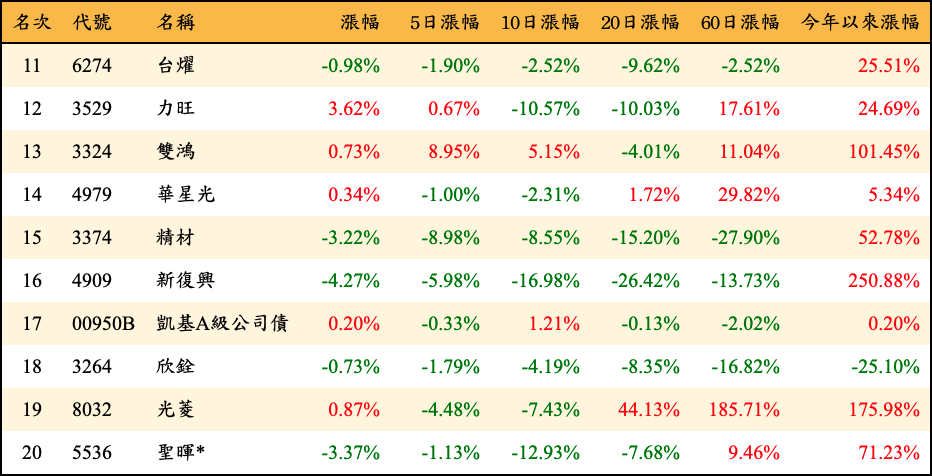 名次 代號 名稱 漲幅 5日漲幅 10日漲幅 20日漲幅 60日漲幅 今年以來漲幅
11 6274 台燿 -0.98% -1.90% -2.52% -9.62% -2.52% 25.51%
12 3529 力旺 3.62% 0.67% -10.57% -10.03% 17.61% 24.69%
13 3324 雙鴻 0.73% 8.95% 5.15% -4.01% 11.04% 101.45%
14 4979 華星光 0.34% -1.00% -2.31% 1.72% 29.82% 5.34%
15 3374 精材 -3.22% -8.98% -8.55% -15.20% -27.90% 52.78%
16 4909 新復興 -4.27% -5.98% -16.98% -26.42% -13.73% 250.88%
17 00950B 凱基A級公司債 0.20% -0.33% 1.21% -0.13% -2.02% 0.20%
18 3264 欣銓 -0.73% -1.79% -4.19% -8.35% -16.82% -25.10%
19 8032 光菱 0.87% -4.48% -7.43% 44.13% 185.71% 175.98%
20 5536 聖暉* -3.37% -1.13% -12.93% -7.68% 9.46% 71.23%